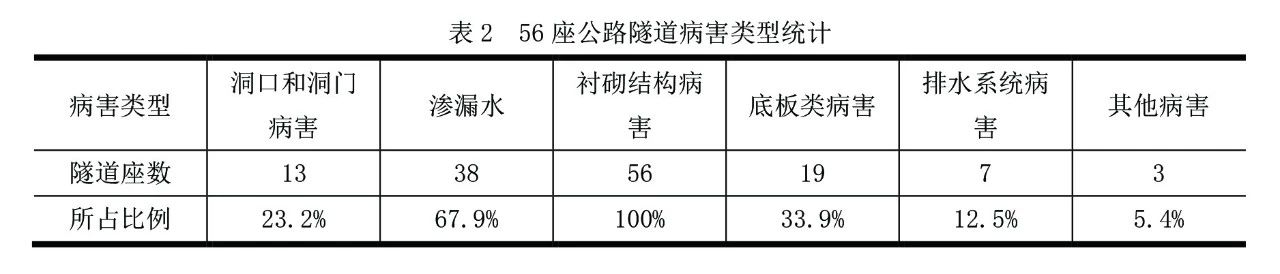 表 2　56 座公路隧道病害类型统计
病害类型 洞口和洞门病害 渗漏水 衬砌结构病害 底板类病害 排水系统病害 其他病害
隧道座数 13 38 56 19 7 3
所占比例 23.2% 67.9% 100% 33.9% 12.5% 5.4%